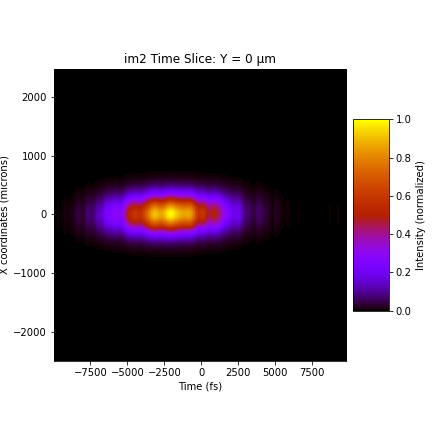 im2 Time Slice: Y = 0 μm
2000
1000
0
−1000
−2000
X coordinates (microns)
−7500 −5000 −2500 0 2500 5000 7500
Time (fs)
1.0
0.8
0.6
0.4
0.2
0.0
Intensity (normalized)